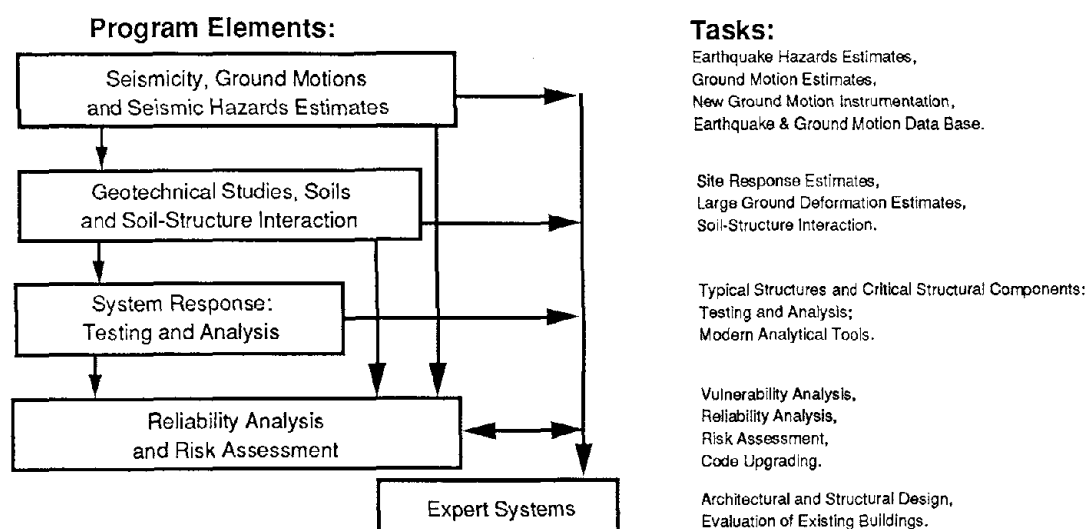 Program Elements:
Seismicity, Ground Motions
and Seismic Hazards Estimates
Geotechnical Studies, Soils
and Soil-Structure Interaction
System Response:
Testing and Analysis
Reliability Analysis
and Risk Assessment
Expert Systems
Tasks:
Earthquake Hazards Estimates,
Ground Motion Estimates,
New Ground Motion Instrumentation,
Earthquake & Ground Motion Data Base.
Site Response Estimates,
Large Ground Deformation Estimates,
Soil-Structure Interaction.
Typical Structures and Critical Structural Components:
Testing and Analysis;
Modern Analytical Tools.
Vulnerability Analysis,
Reliability Analysis,
Risk Assessment,
Code Upgrading.
Architectural and Structural Design,
Evaluation of Existing Buildings.